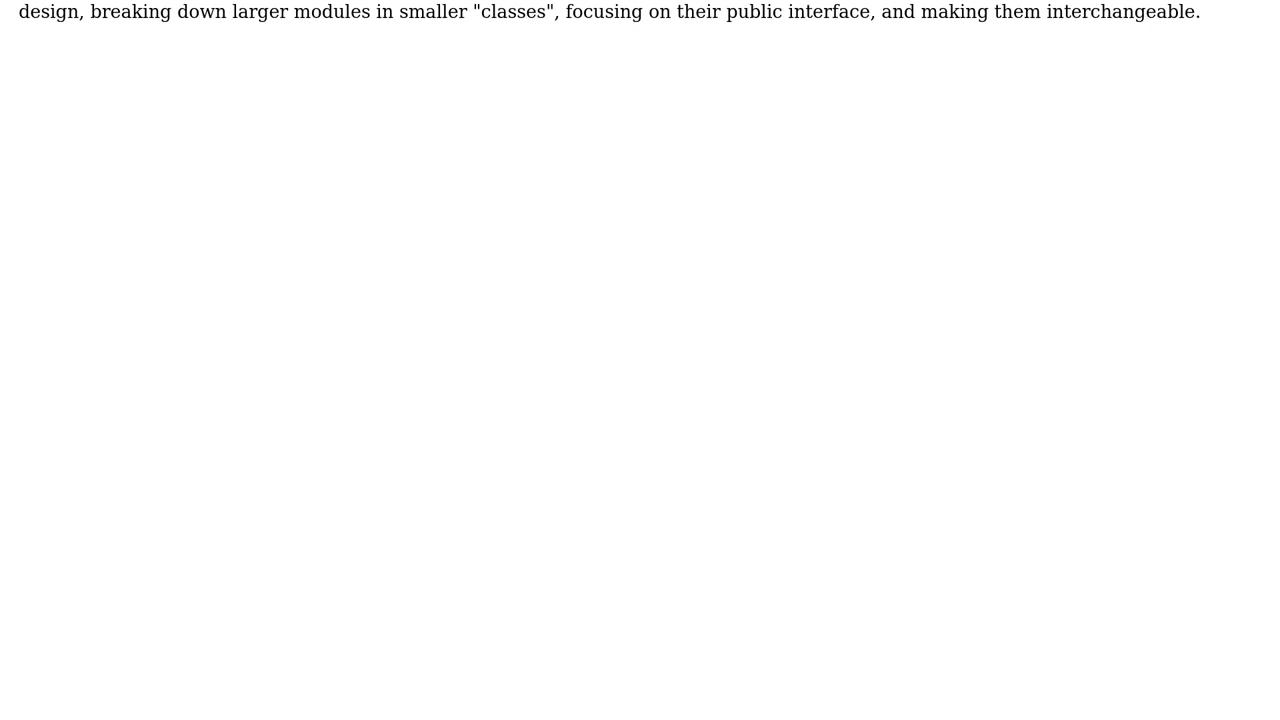 design, breaking down larger modules in smaller "classes", focusing on their public interface, and making them interchangeable.